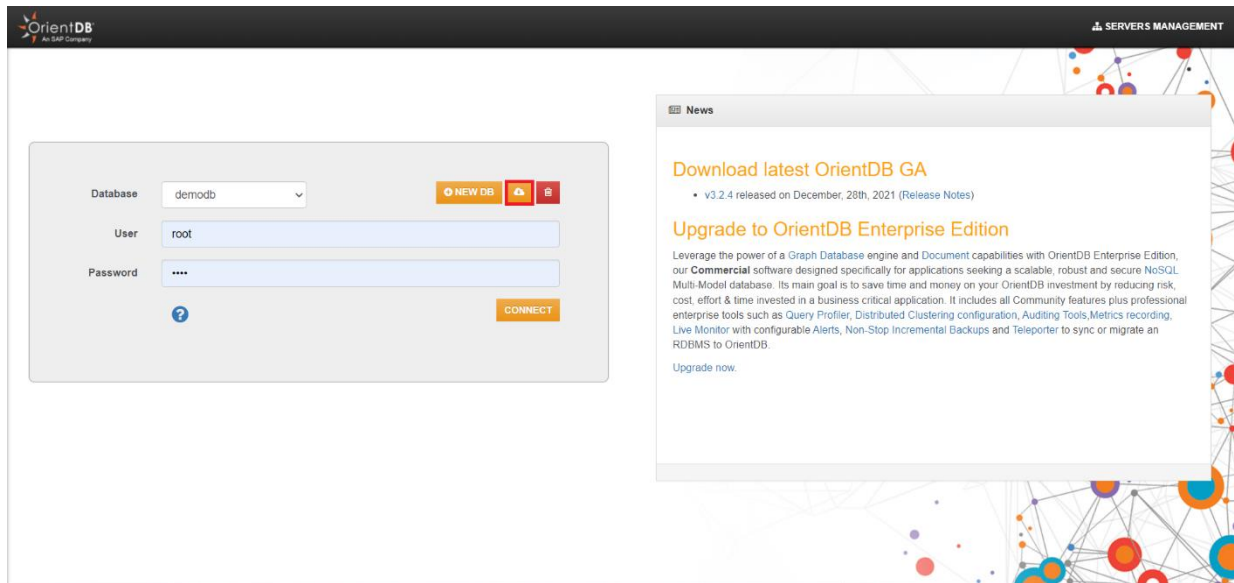 OrientDB
An SAP Company
SERVERS MANAGEMENT
Database
demodb
NEW DB
User
root
Password
••••
?
CONNECT
News
Download latest OrientDB GA
• v3.2.4 released on December, 28th, 2021 (Release Notes)
Upgrade to OrientDB Enterprise Edition
Leverage the power of a Graph Database engine and Document capabilities with OrientDB Enterprise Edition,
our Commercial software designed specifically for applications seeking a scalable, robust and secure NoSQL
Multi-Model database. Its main goal is to save time and money on your OrientDB investment by reducing risk,
cost, effort & time invested in a business critical application. It includes all Community features plus professional
enterprise tools such as Query Profiler, Distributed Clustering configuration, Auditing Tools,Metrics recording,
Live Monitor with configurable Alerts, Non-Stop Incremental Backups and Teleporter to sync or migrate an
RDBMS to OrientDB.
Upgrade now.